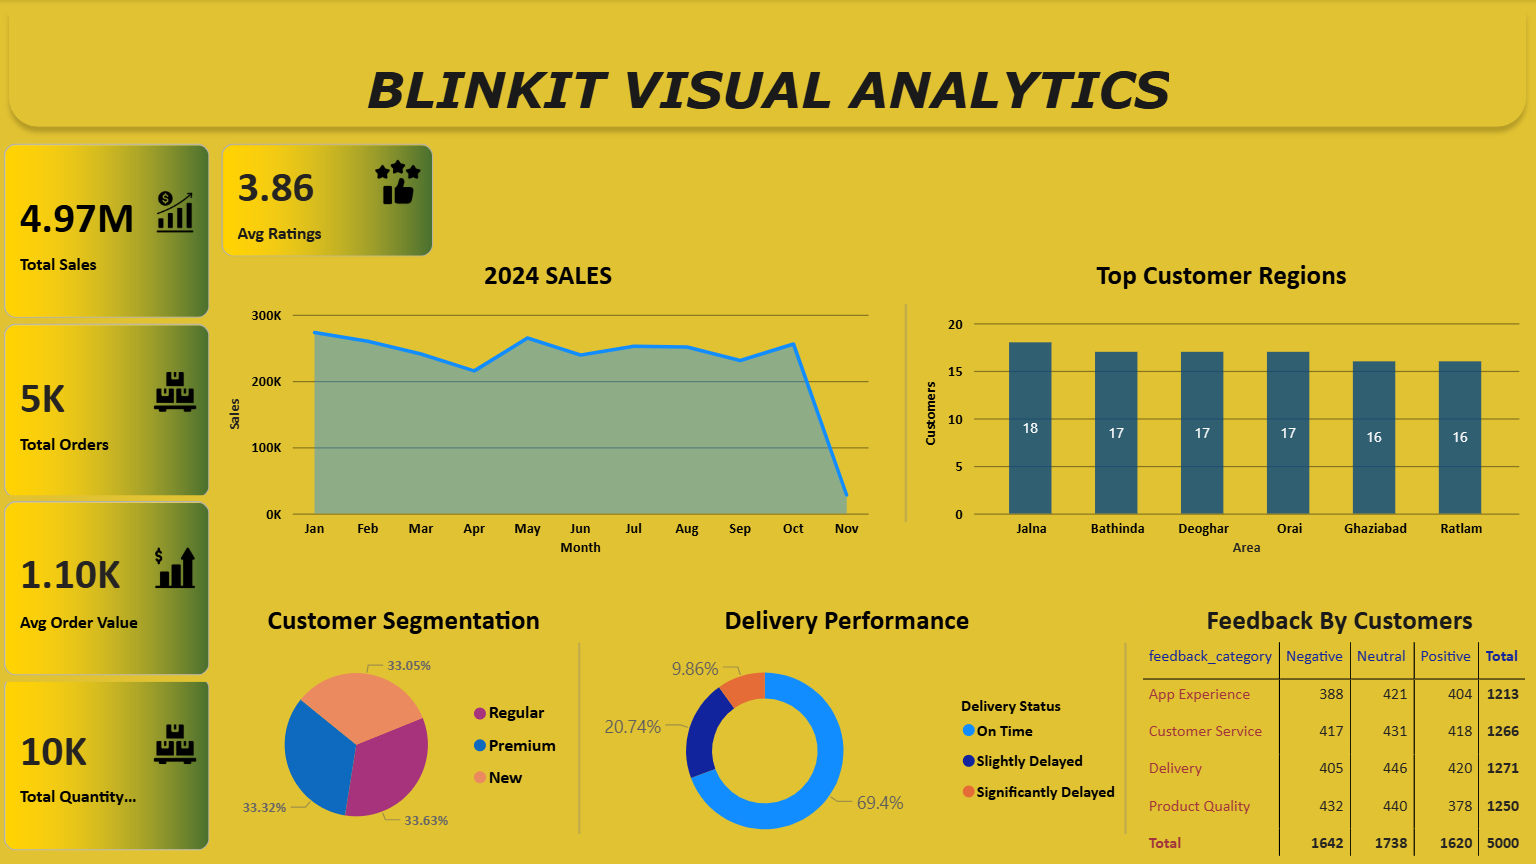 BLINKIT VISUAL ANALYTICS
4.97M
Total Sales
5K
Total Orders
1.10K
Avg Order Value
10K
Total Quantity...
3.86
Avg Ratings
2024 SALES
300K
200K
100K
0K
Sales
Jan Feb Mar Apr May Jun Jul Aug Sep Oct Nov
Month
Top Customer Regions
20
15
10
5
0
Customers
18 17 17 17 16 16
Jalna Bathinda Deoghar Orai Ghaziabad Ratlam
Area
Customer Segmentation
33.05%
33.32%
33.63%
Regular
Premium
New
Delivery Performance
9.86%
20.74%
69.4%
Delivery Status
On Time
Slightly Delayed
Significantly Delayed
Feedback By Customers
feedback_category Negative Neutral Positive Total
App Experience 388 421 404 1213
Customer Service 417 431 418 1266
Delivery 405 446 420 1271
Product Quality 432 440 378 1250
Total 1642 1738 1620 5000